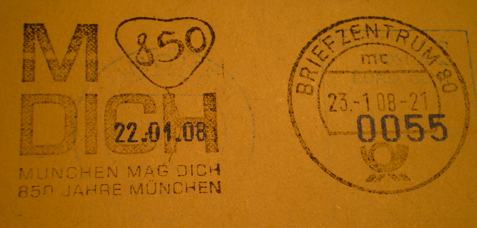 M 850
DICH
22.01.08
MÜNCHEN MAG DICH
850 JAHRE MÜNCHEN
BRIEFZENTRUM 80
mc
23.-1 08-21
0055